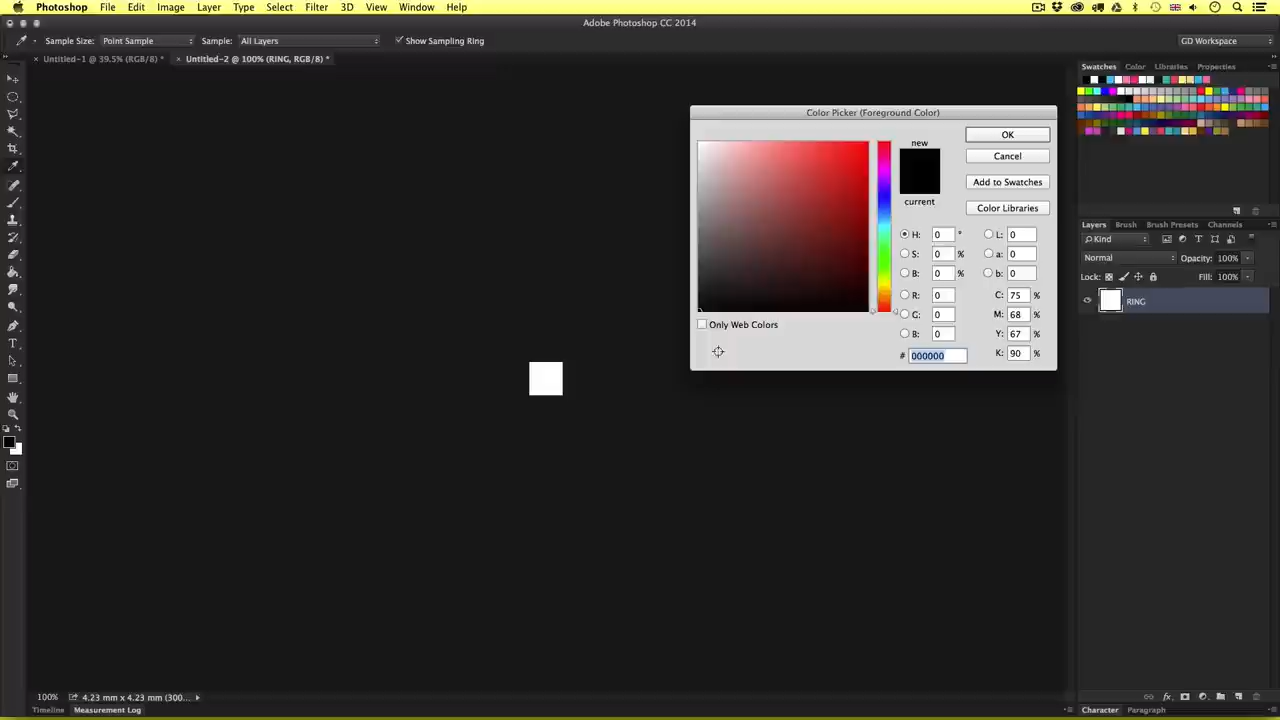 Photoshop File Edit Image Layer Type Select Filter 3D View Window Help
Adobe Photoshop CC 2014
Sample Size: Point Sample Sample: All Layers Show Sampling Ring GD Workspace
× Untitled-1 @ 39.5% (RGB/8) * × Untitled-2 @ 100% (RING, RGB/8) *
Swatches Color Libraries Properties
Color Picker (Foreground Color)
OK
new
Cancel
Add to Swatches
current
Color Libraries
H: 0 ° L: 0
S: 0 % a: 0
B: 0 % b: 0
R: 0 C: 75 %
G: 0 M: 68 %
B: 0 Y: 67 %
# 000000 K: 90 %
Only Web Colors
Layers Brush Brush Presets Channels
Kind
Normal Opacity: 100%
Lock: Fill: 100%
RING
100% 4.23 mm x 4.23 mm (300...
Timeline Measurement Log
Character Paragraph